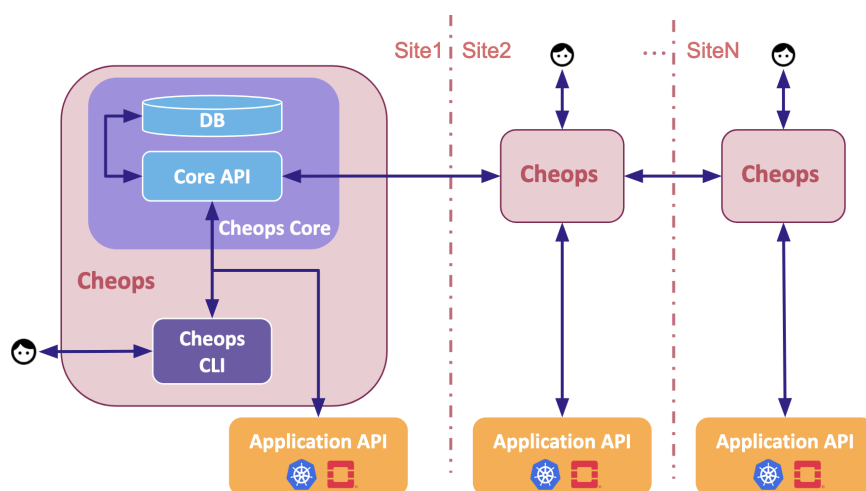 Site1
Site2
...
SiteN
DB
Core API
Cheops Core
Cheops
Cheops
CLI
Cheops
Cheops
Application API
Application API
Application API